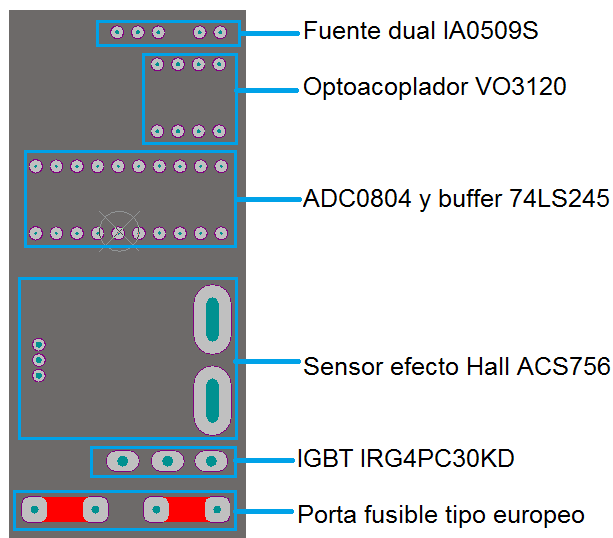 Fuente dual IA0509S
Optoacoplador VO3120
ADC0804 y buffer 74LS245
Sensor efecto Hall ACS756
IGBT IRG4PC30KD
Porta fusible tipo europeo